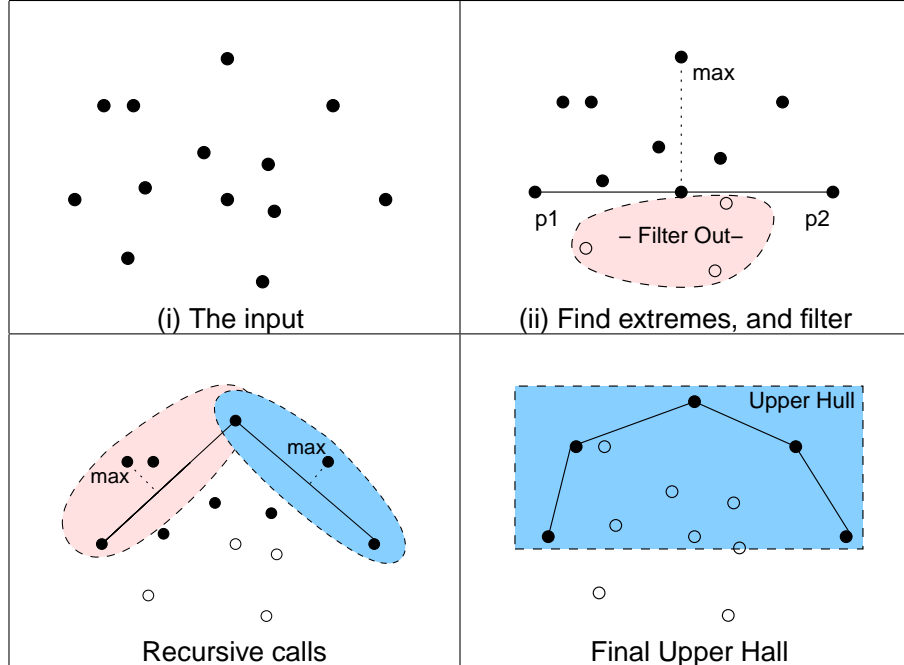 max
p1
p2
– Filter Out–
(i) The input
(ii) Find extremes, and filter
max
max
Upper Hull
Recursive calls
Final Upper Hall